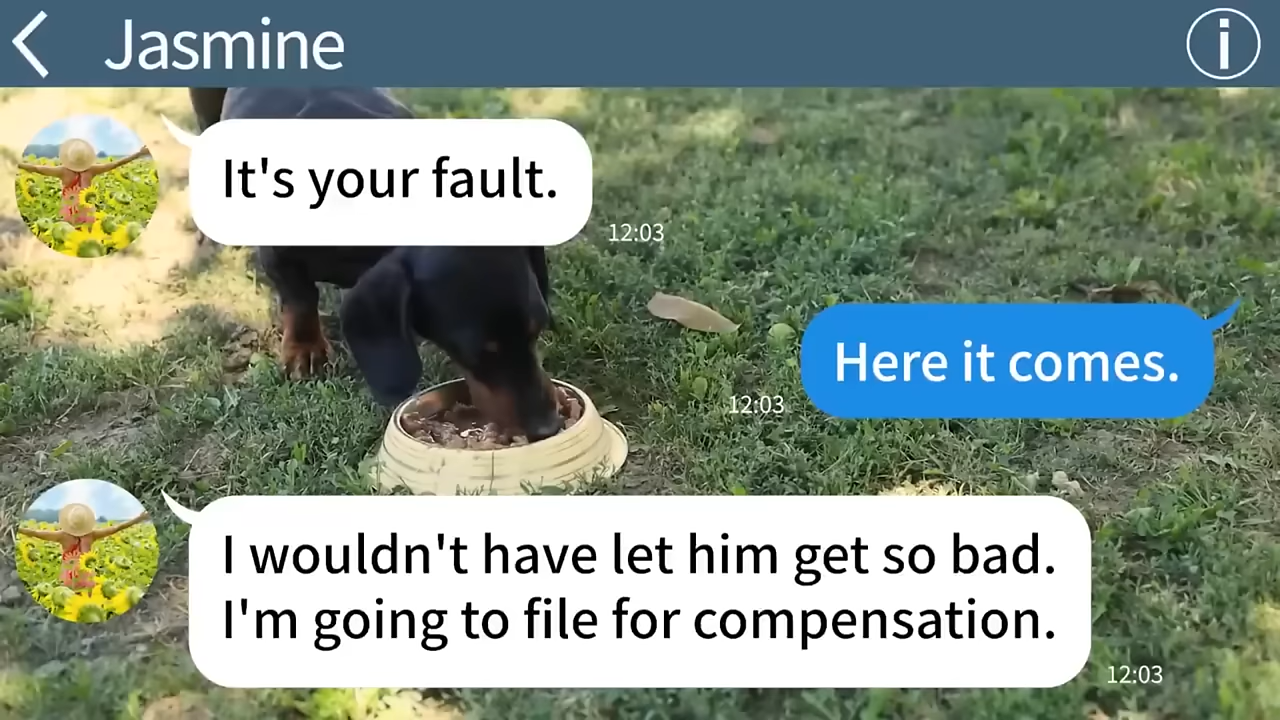 Jasmine
It's your fault.
12:03
Here it comes.
12:03
I wouldn't have let him get so bad.
I'm going to file for compensation.
12:03